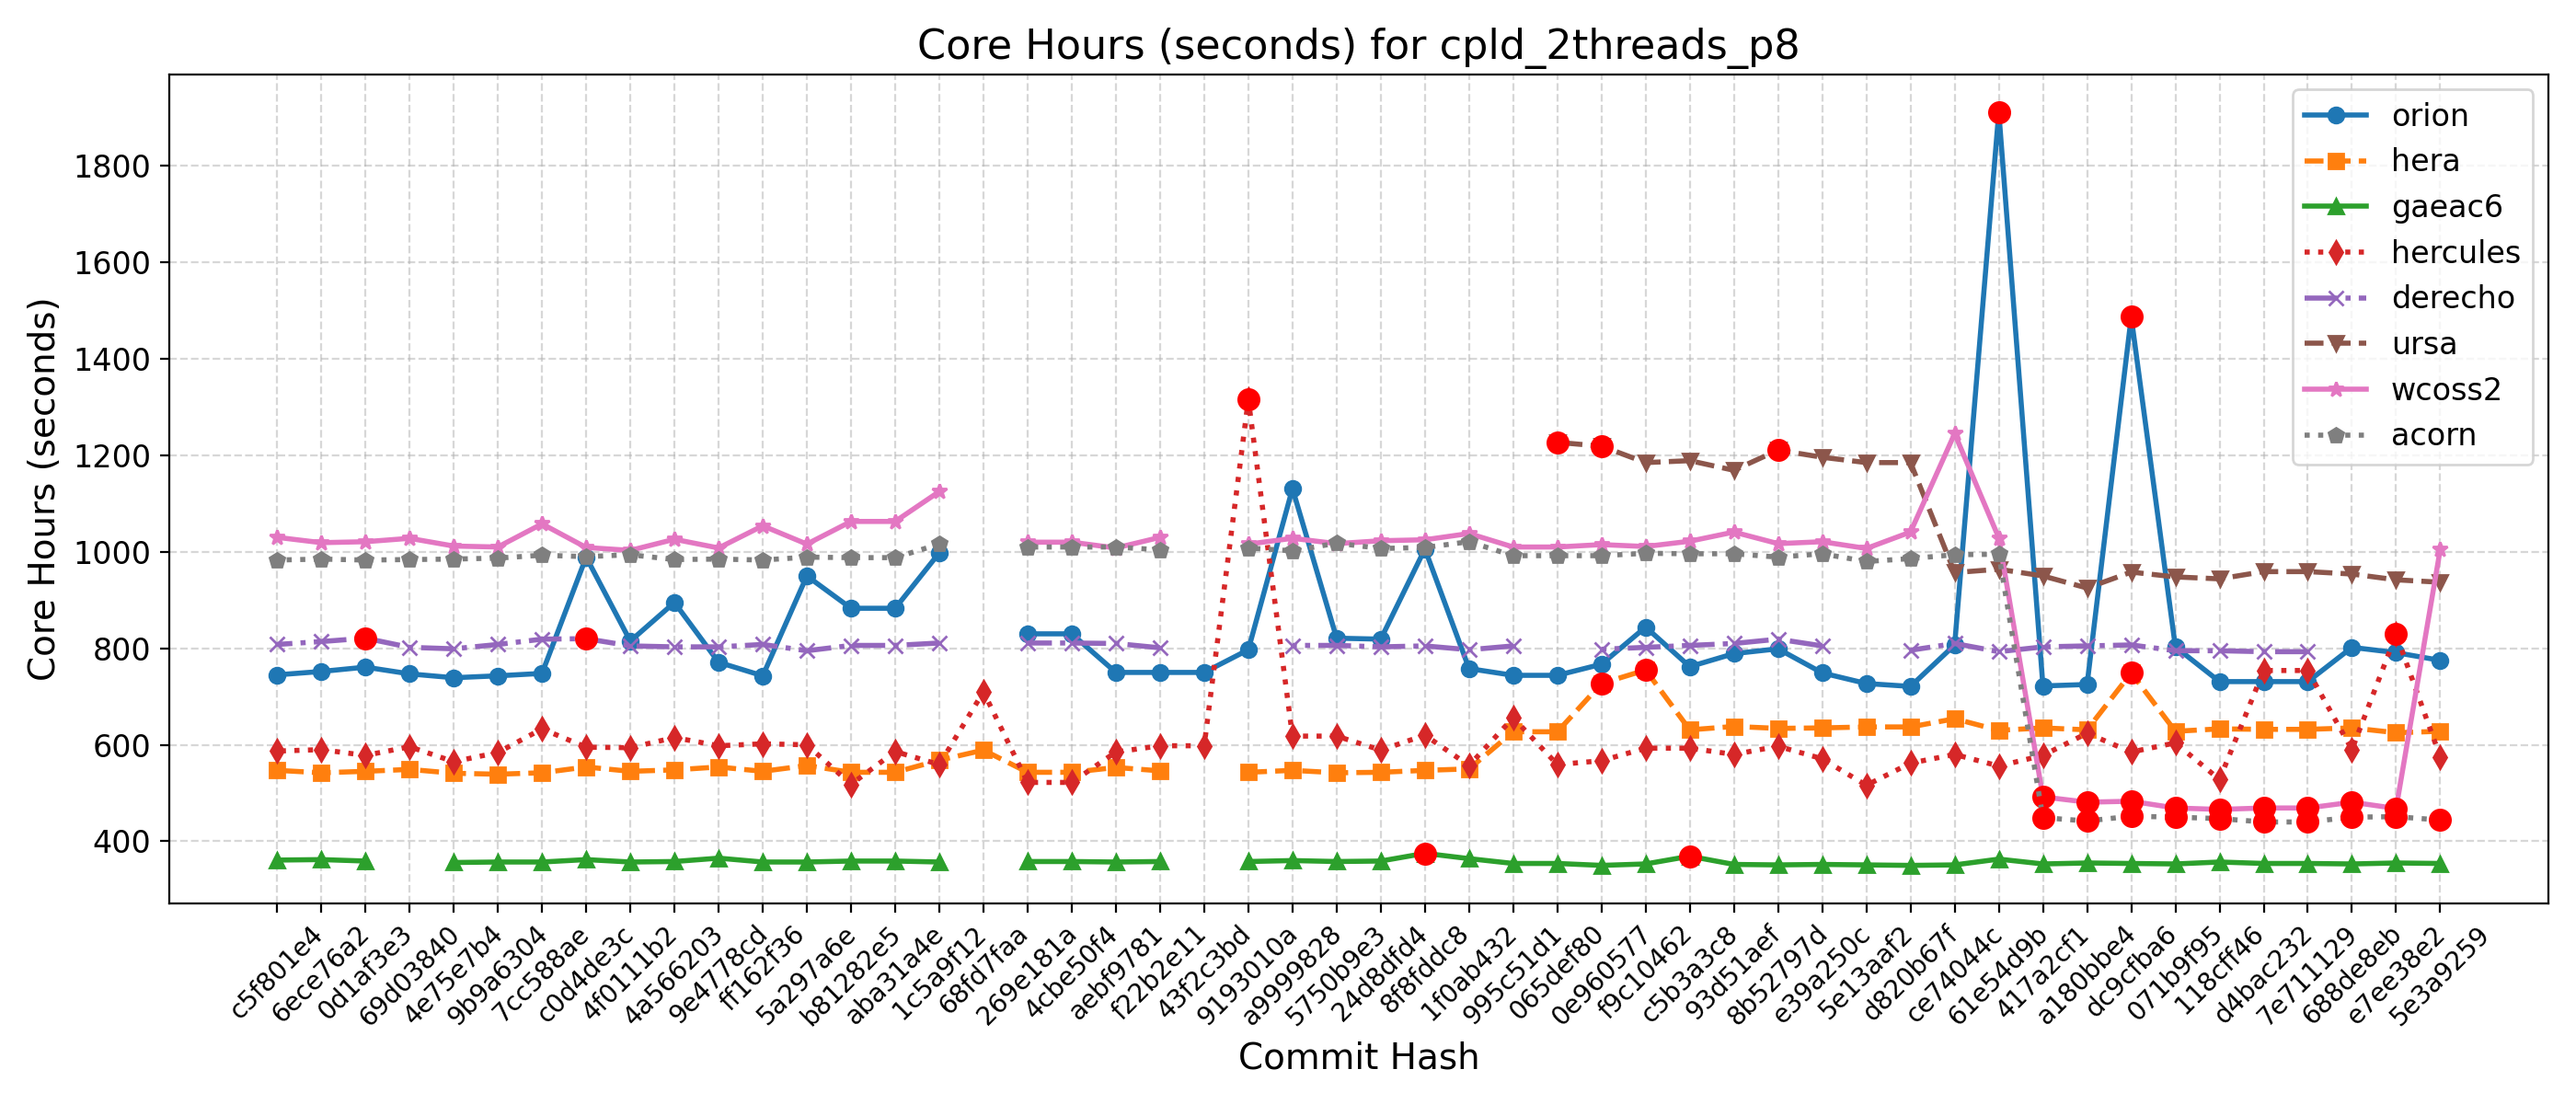 Core Hours (seconds) for cpld_2threads_p8
Core Hours (seconds)
1800
1600
1400
1200
1000
800
600
400
orion
hera
gaeac6
hercules
derecho
ursa
wcoss2
acorn
c5f801e4
6ece76a2
0d1af3e3
69d03840
4e75e7b4
9b9a6304
7cc588ae
c0d4de3c
4f0111b2
4a566203
9e4778cd
ff162f36
5a297a6e
b81282e5
aba31a4e
1c5a9f12
68fd7faa
269e181a
4cbe50f4
aebf9781
f22b2e11
43f2c3bd
9193010a
a9999828
5750b9e3
24d8dfd4
8f8fddc8
1f0ab432
995c51d1
065def80
0e960577
f9c10462
c5b3a3c8
93d51aef
8b52797d
e39a250c
5e13aaf2
d820b67f
ce74044c
61e54d9b
417a2cf1
a180bbe4
dc9cfba6
071b9f95
118cff46
d4bac232
7e711129
688de8eb
e7ee38e2
5e3a9259
Commit Hash